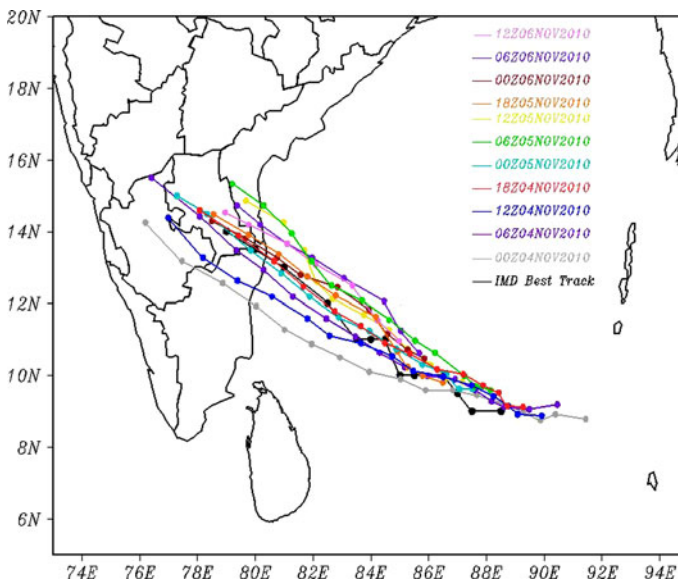 20N
12Z06NOV2010
06Z06NOV2010
00Z06NOV2010
18Z05NOV2010
12Z05NOV2010
06Z05NOV2010
00Z05NOV2010
18Z04NOV2010
12Z04NOV2010
06Z04NOV2010
00Z04NOV2010
IMD Best Track
18N
16N
14N
12N
10N
8N
6N
74E 76E 78E 80E 82E 84E 86E 88E 90E 92E 94E